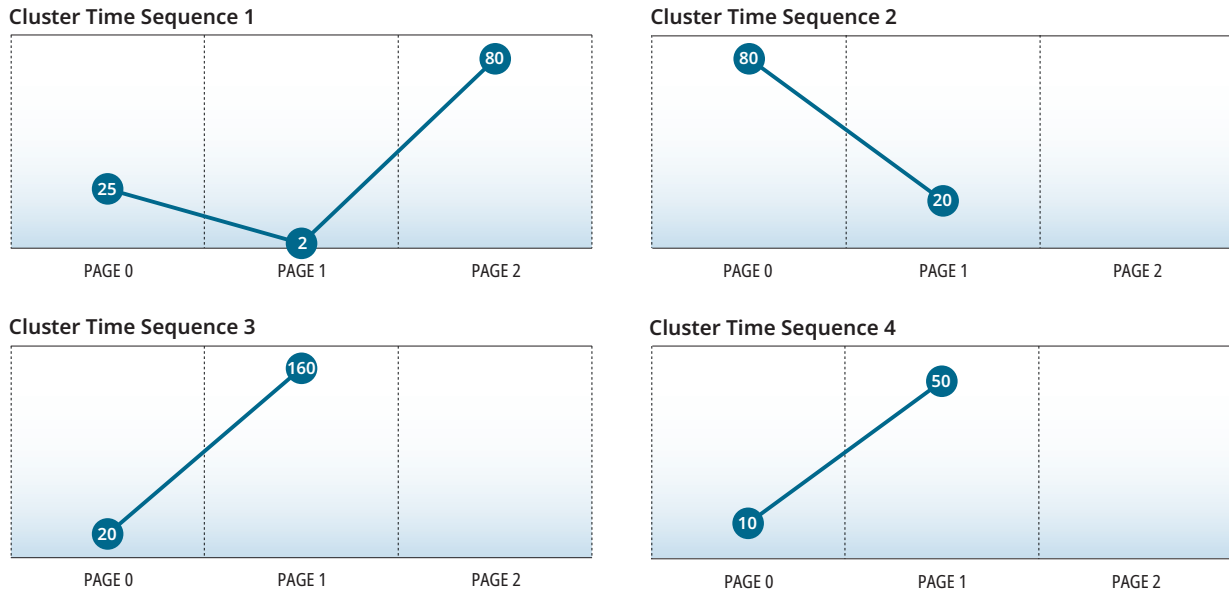 Cluster Time Sequence 1
80
25
2
PAGE 0 PAGE 1 PAGE 2
Cluster Time Sequence 2
80
20
PAGE 0 PAGE 1 PAGE 2
Cluster Time Sequence 3
160
20
PAGE 0 PAGE 1 PAGE 2
Cluster Time Sequence 4
50
10
PAGE 0 PAGE 1 PAGE 2